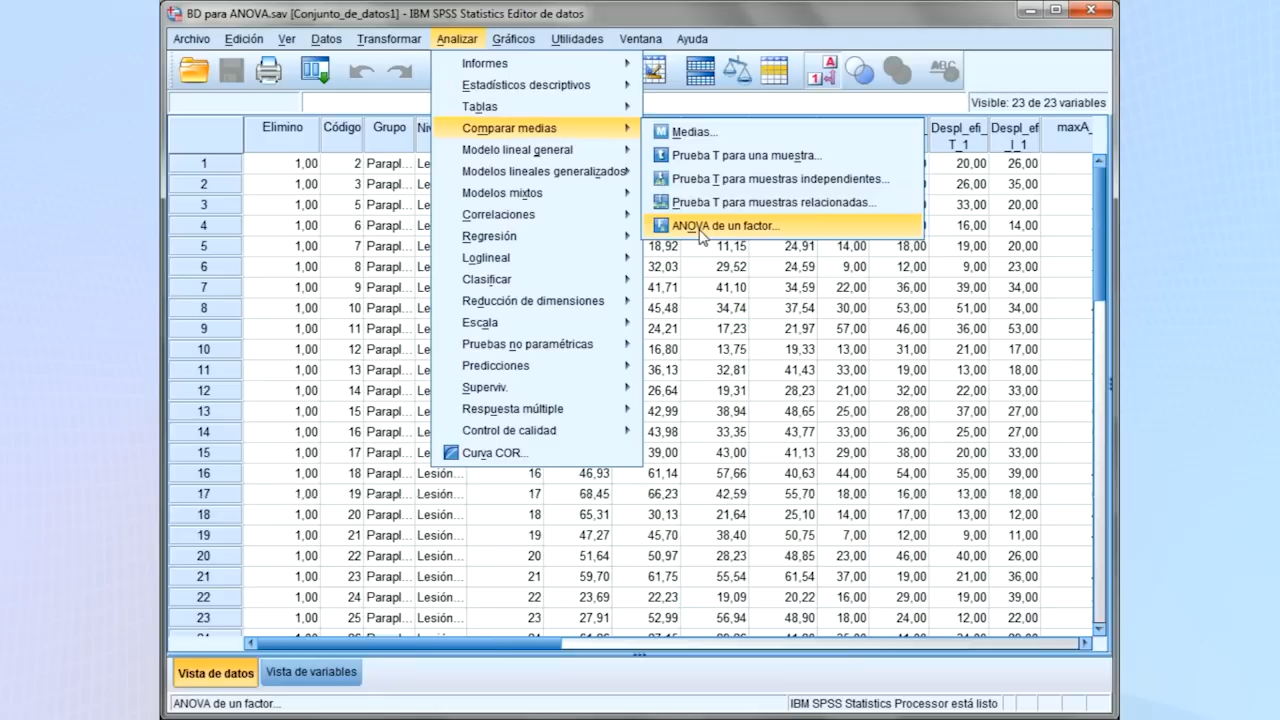 BD para ANOVA.sav [Conjunto_de_datos1] - IBM SPSS Statistics Editor de datos
Archivo Edición Ver Datos Transformar Analizar Gráficos Utilidades Ventana Ayuda
Visible: 23 de 23 variables
Informes
Estadísticos descriptivos
Tablas
Comparar medias
Modelo lineal general
Modelos lineales generalizados
Modelos mixtos
Correlaciones
Regresión
Loglineal
Clasificar
Reducción de dimensiones
Escala
Pruebas no paramétricas
Predicciones
Superviv.
Respuesta múltiple
Control de calidad
Curva COR...
Medias...
Prueba T para una muestra...
Prueba T para muestras independientes...
Prueba T para muestras relacionadas...
ANOVA de un factor...
Elimino Código Grupo Despl_efi_T_1 Despl_ef_I_1 maxA_
1 1,00 2 Parapl... 20,00 26,00
2 1,00 3 Parapl... 26,00 35,00
3 1,00 5 Parapl... 33,00 20,00
4 1,00 6 Parapl... 16,00 14,00
5 1,00 7 Parapl... 18,92 11,15 24,91 14,00 18,00 19,00 20,00
6 1,00 8 Parapl... 32,03 29,52 24,59 9,00 12,00 9,00 23,00
7 1,00 9 Parapl... 41,71 41,10 34,59 22,00 36,00 39,00 34,00
8 1,00 10 Parapl... 45,48 34,74 37,54 30,00 53,00 51,00 34,00
9 1,00 11 Parapl... 24,21 17,23 21,97 57,00 46,00 36,00 53,00
10 1,00 12 Parapl... 16,80 13,75 19,33 13,00 31,00 21,00 17,00
11 1,00 13 Parapl... 36,13 32,81 41,43 33,00 19,00 13,00 18,00
12 1,00 14 Parapl... 26,64 19,31 28,23 21,00 32,00 22,00 33,00
13 1,00 15 Parapl... 42,99 38,94 48,65 25,00 28,00 37,00 27,00
14 1,00 16 Parapl... 43,98 33,35 43,77 33,00 36,00 25,00 27,00
15 1,00 17 Parapl... 39,00 43,00 41,13 29,00 38,00 20,00 33,00
16 1,00 18 Parapl... Lesión... 16 46,93 61,14 57,66 40,63 44,00 54,00 35,00 39,00
17 1,00 19 Parapl... Lesión... 17 68,45 66,23 42,59 55,70 18,00 16,00 13,00 18,00
18 1,00 20 Parapl... Lesión... 18 65,31 30,13 21,64 25,10 14,00 17,00 13,00 12,00
19 1,00 21 Parapl... Lesión... 19 47,27 45,70 38,40 50,75 7,00 12,00 9,00 11,00
20 1,00 22 Parapl... Lesión... 20 51,64 50,97 28,23 48,85 23,00 46,00 40,00 26,00
21 1,00 23 Parapl... Lesión... 21 59,70 61,75 55,54 61,54 37,00 19,00 21,00 36,00
22 1,00 24 Parapl... Lesión... 22 23,69 22,23 19,09 20,22 16,00 29,00 19,00 39,00
23 1,00 25 Parapl... Lesión... 23 27,91 52,99 56,94 48,90 18,00 24,00 12,00 22,00
Vista de datos Vista de variables
ANOVA de un factor... IBM SPSS Statistics Processor está listo